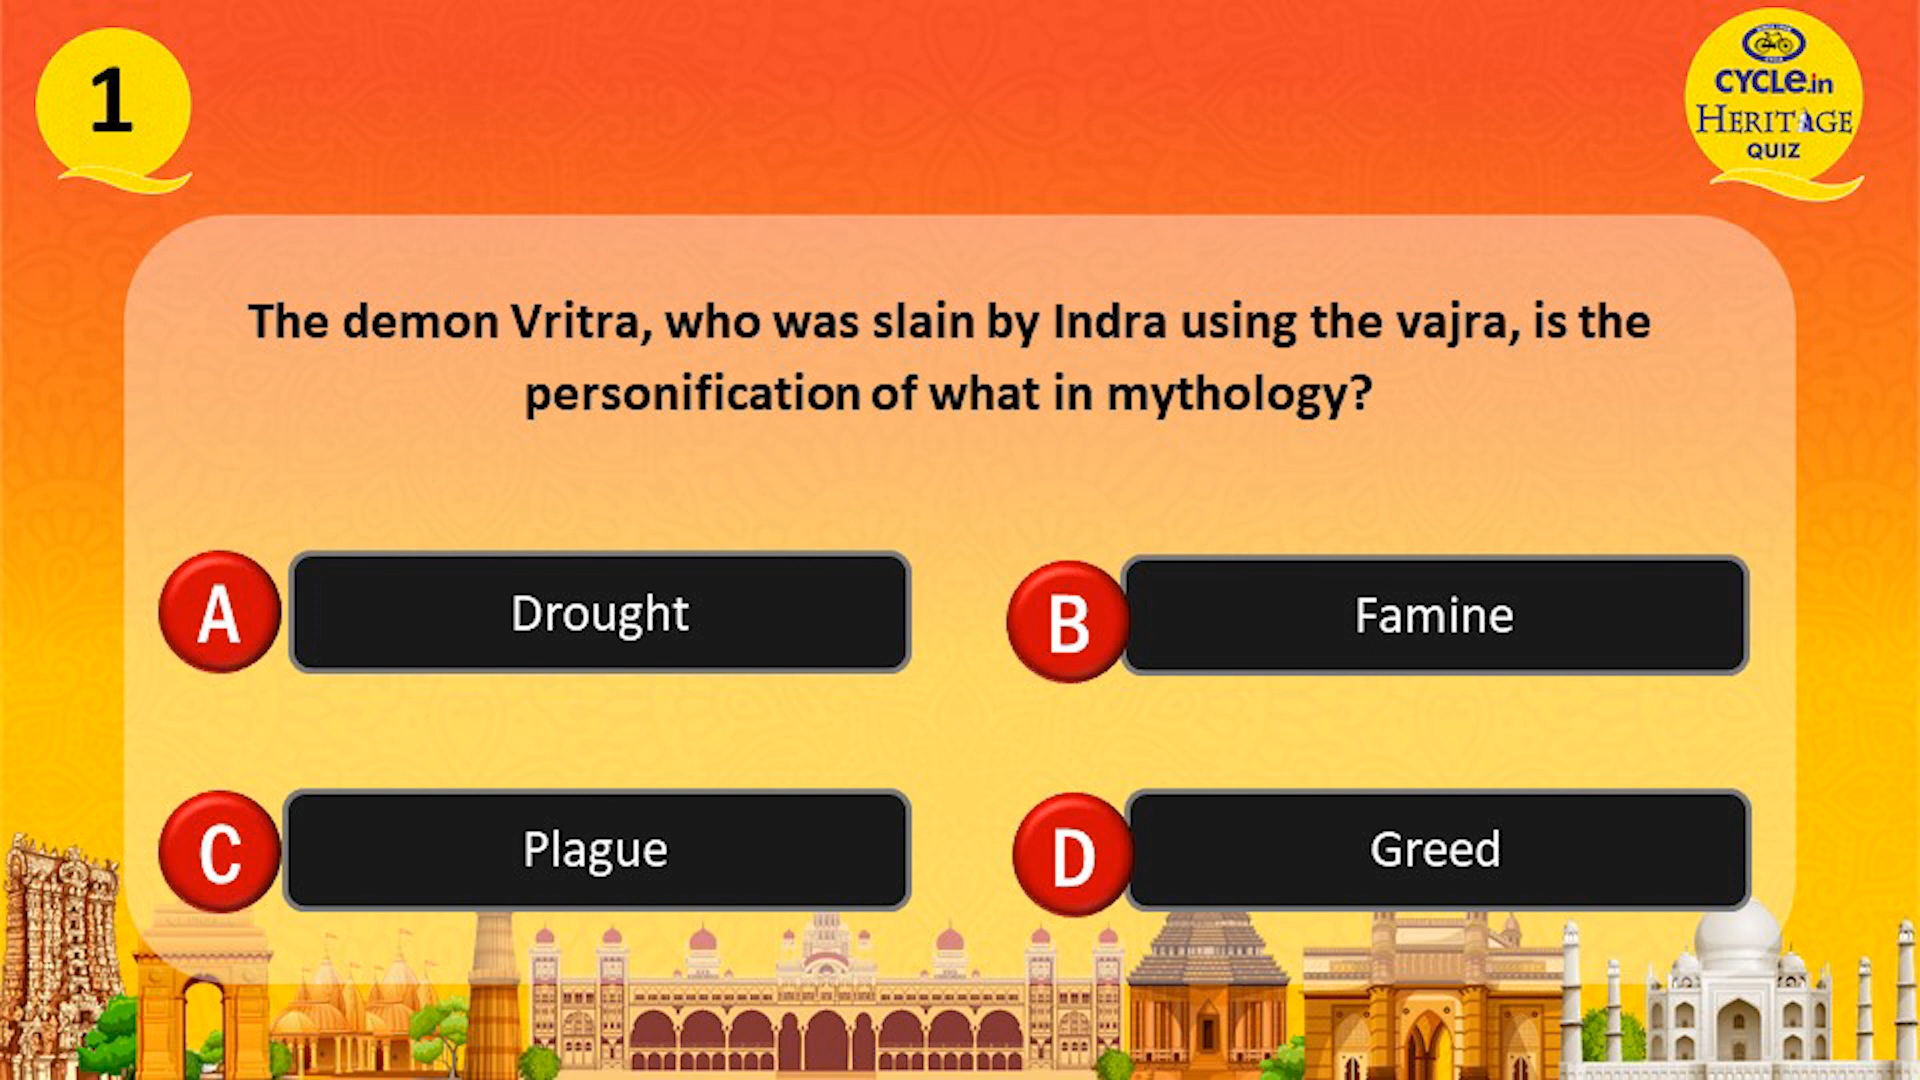 1
CYCLE.in
HERITAGE
QUIZ
The demon Vritra, who was slain by Indra using the vajra, is the
personification of what in mythology?
A Drought
B Famine
C Plague
D Greed